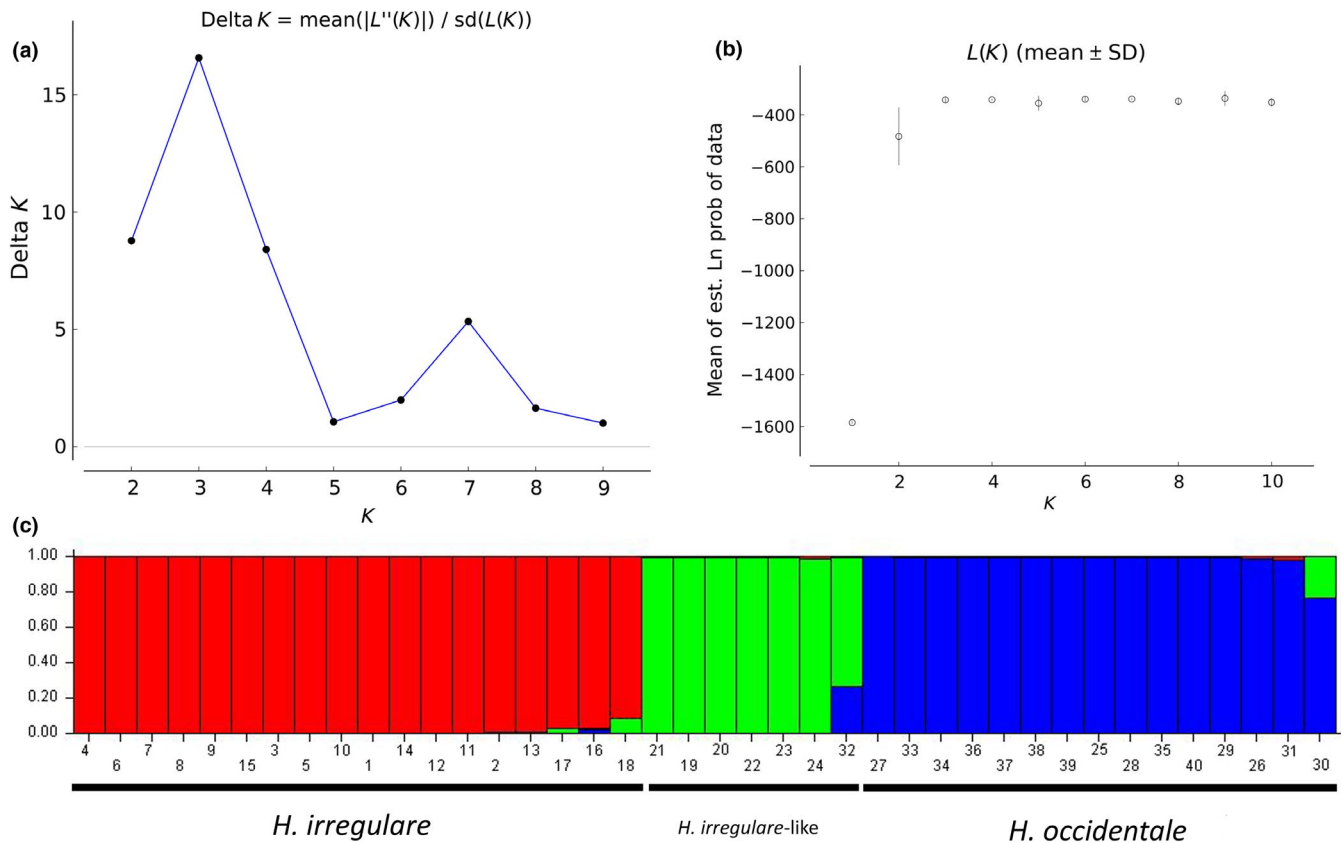 (a)
Delta K = mean(|L''(K)|) / sd(L(K))
Delta K
15
10
5
0
2 3 4 5 6 7 8 9
K
(b)
L(K) (mean ± SD)
Mean of est. Ln prob of data
−400
−600
−800
−1000
−1200
−1400
−1600
2 4 6 8 10
K
(c)
1.00
0.80
0.60
0.40
0.20
0.00
4 7 9 3 10 14 11 13 16 21 20 23 32 33 36 38 25 35 29 31
6 8 15 5 1 12 2 17 18 19 22 24 27 34 37 39 28 40 26 30
H. irregulare
H. irregulare-like
H. occidentale